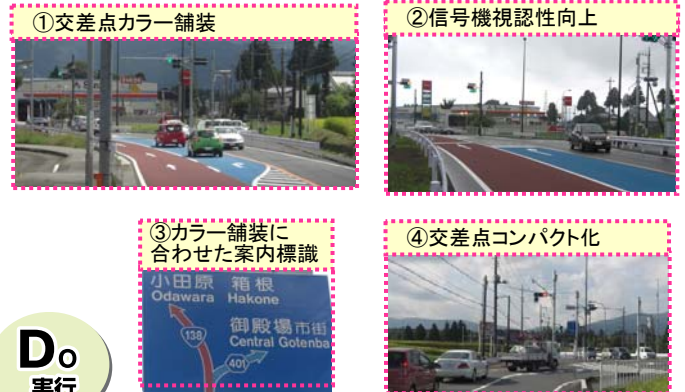 ①交差点カラー舗装
②信号機視認性向上
③カラー舗装に
合わせた案内標識
小田原 箱根
Odawara Hakone
138
御殿場市街
Central Gotenba
401
④交差点コンパクト化
Do
実行